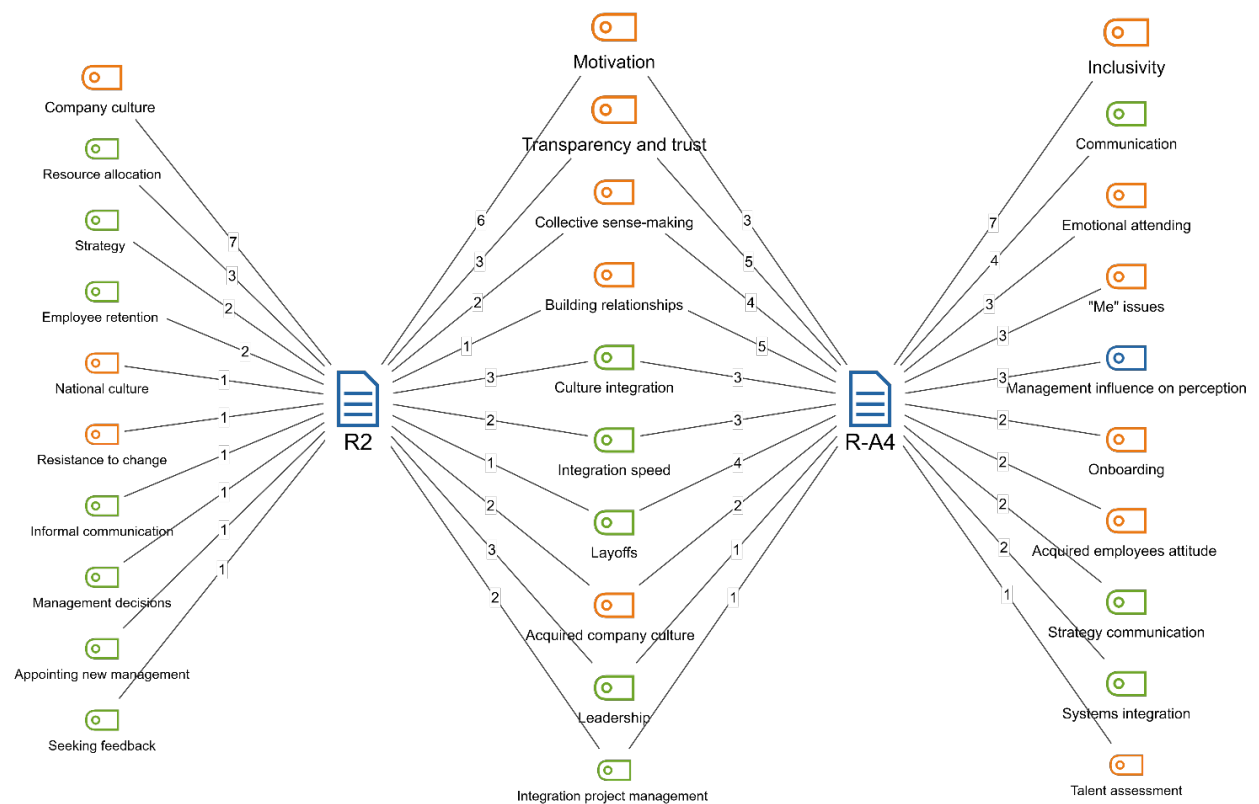 Motivation
Inclusivity
Company culture
Communication
Transparency and trust
Resource allocation
Collective sense-making
Emotional attending
Strategy
6
3
7
7
3
5
4
3
2
4
3
2
Building relationships
"Me" issues
Employee retention
2
1
5
3
Culture integration
Management influence on perception
National culture
1
3
3
3
R2
R-A4
1
2
3
2
Resistance to change
Integration speed
Onboarding
1
1
4
2
Informal communication
Layoffs
Acquired employees attitude
1
2
2
2
1
3
1
2
1
2
1
1
Management decisions
Acquired company culture
Strategy communication
Appointing new management
Leadership
Systems integration
Seeking feedback
Integration project management
Talent assessment